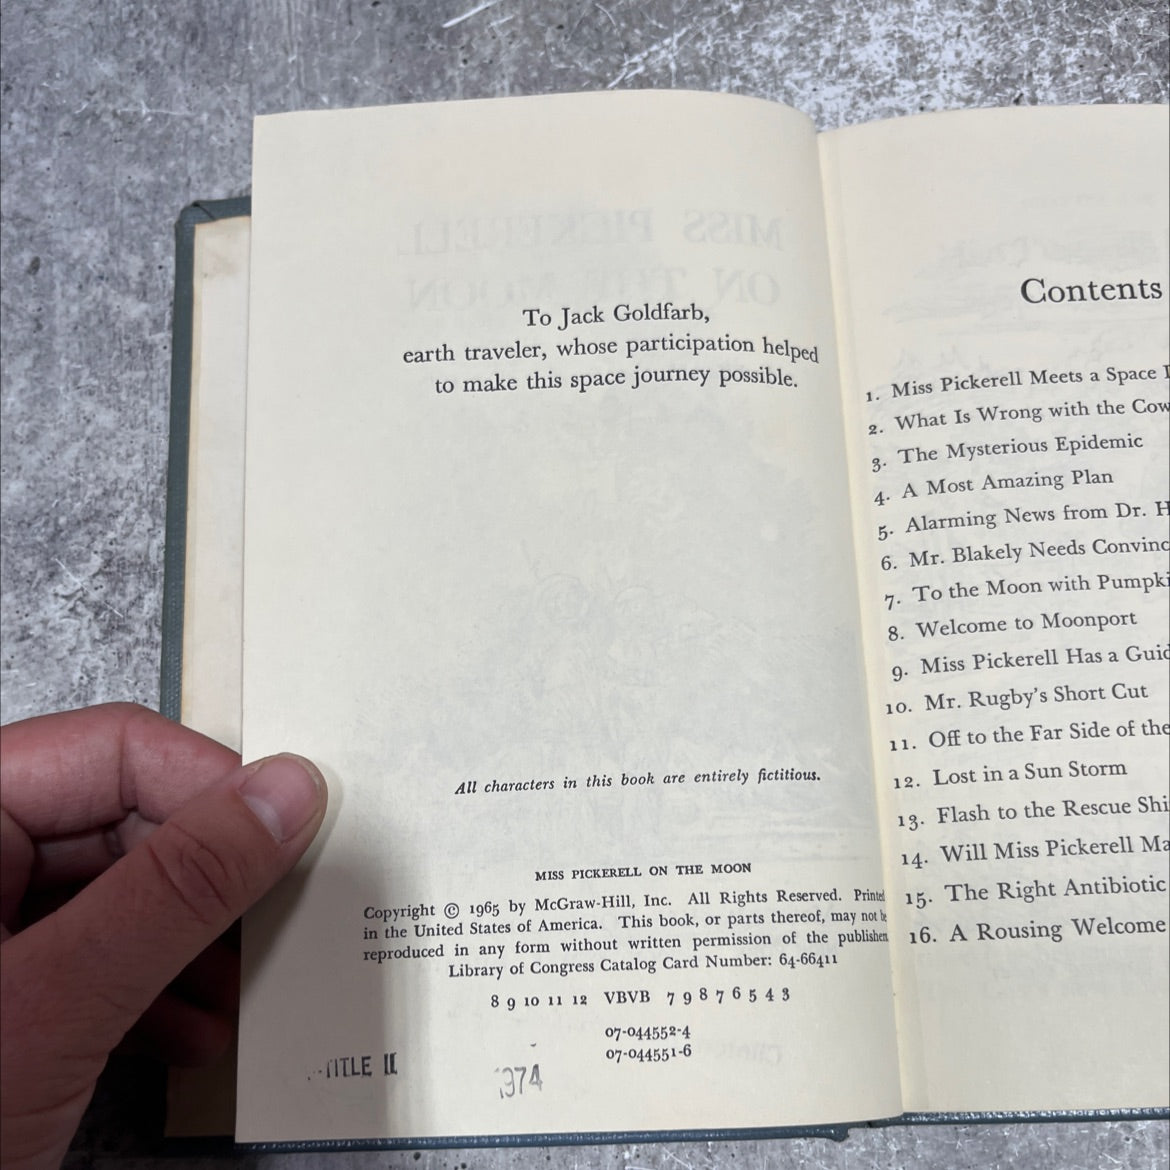 To Jack Goldfarb,
earth traveler, whose participation helped
to make this space journey possible.
All characters in this book are entirely fictitious.
MISS PICKERELL ON THE MOON
Copyright © 1965 by McGraw-Hill, Inc. All Rights Reserved. Printed
in the United States of America. This book, or parts thereof, may not be
reproduced in any form without written permission of the publisher.
Library of Congress Catalog Card Number: 64-66411
8 9 10 11 12 VBVB 7 9 8 7 6 5 4 3
07-044552-4
07-044551-6
TITLE II
974
Contents
1. Miss Pickerell Meets a Space
2. What Is Wrong with the Cow
3. The Mysterious Epidemic
4. A Most Amazing Plan
5. Alarming News from Dr. H
6. Mr. Blakely Needs Convinc
7. To the Moon with Pumpki
8. Welcome to Moonport
9. Miss Pickerell Has a Guid
10. Mr. Rugby's Short Cut
11. Off to the Far Side of the
12. Lost in a Sun Storm
13. Flash to the Rescue Shi
14. Will Miss Pickerell Ma
15. The Right Antibiotic
16. A Rousing Welcome